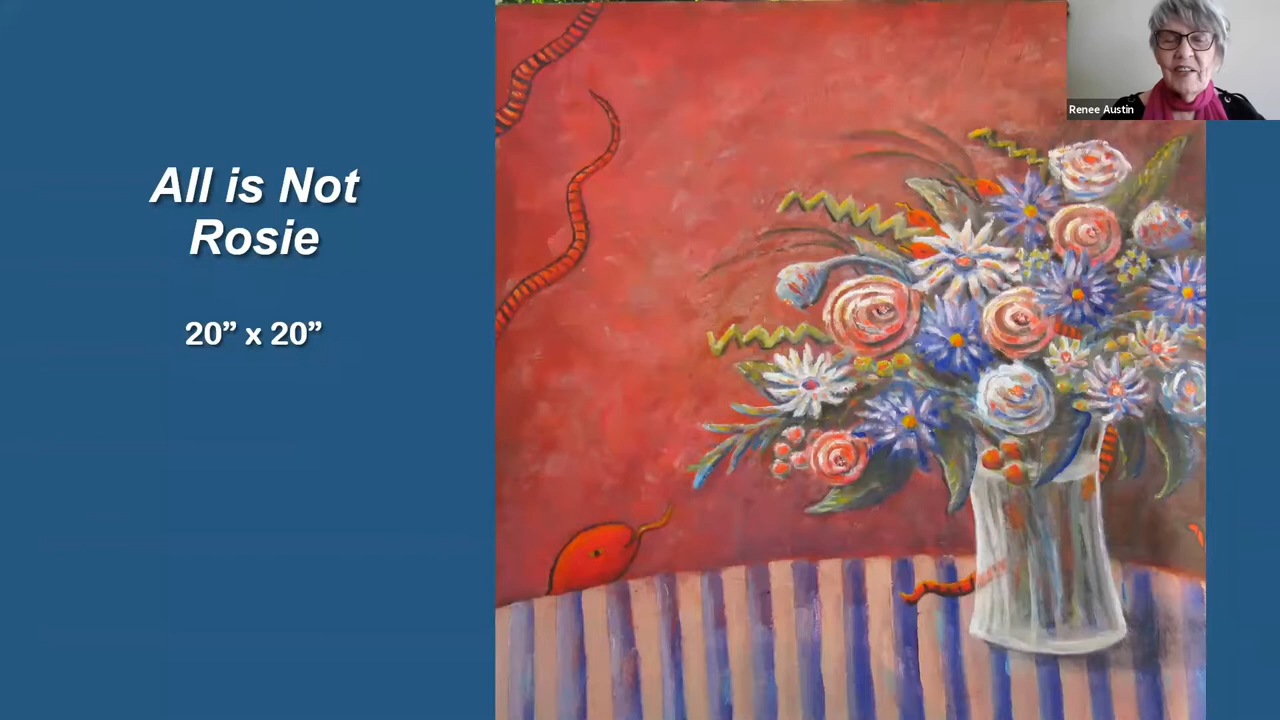 All is Not
Rosie
20” x 20”
Renee Austin